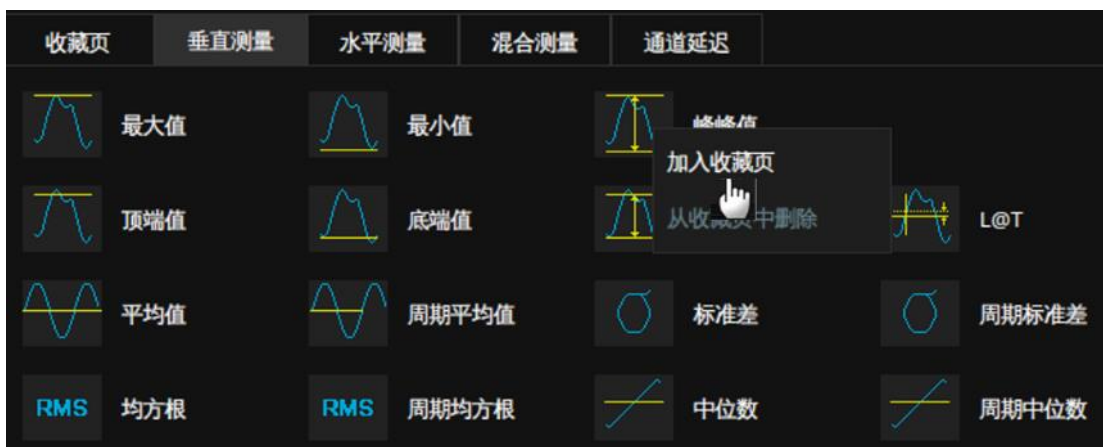 收藏页 垂直测量 水平测量 混合测量 通道延迟
最大值 最小值 峰峰值
加入收藏页
顶端值 底端值 从收藏页中删除 L@T
平均值 周期平均值 标准差 周期标准差
RMS 均方根 RMS 周期均方根 中位数 周期中位数